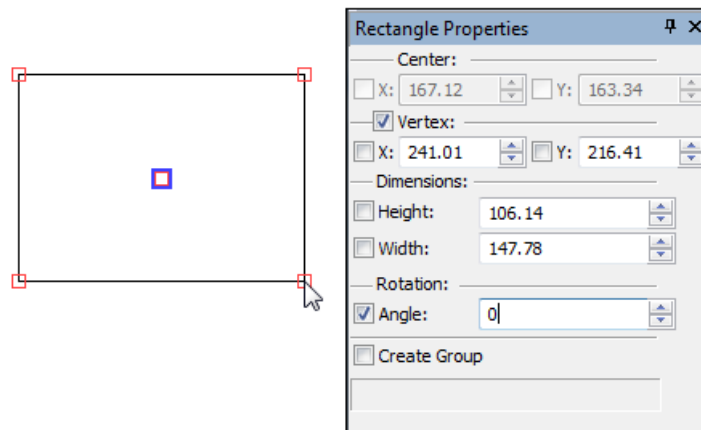 Rectangle Properties
Center:
X: 167.12 Y: 163.34
Vertex:
X: 241.01 Y: 216.41
Dimensions:
Height: 106.14
Width: 147.78
Rotation:
Angle: 0
Create Group